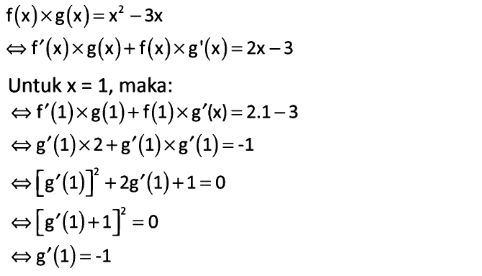 f(x)×g(x)=x² −3x
⇔f′(x)×g(x)+f(x)×g'(x)=2x−3
Untuk x = 1, maka:
⇔f′(1)×g(1)+f(1)×g′(x)=2.1−3
⇔g′(1)×2+g′(1)×g′(1)=-1
⇔[g′(1)]²+2g′(1)+1=0
⇔[g′(1)+1]²=0
⇔g′(1)=-1